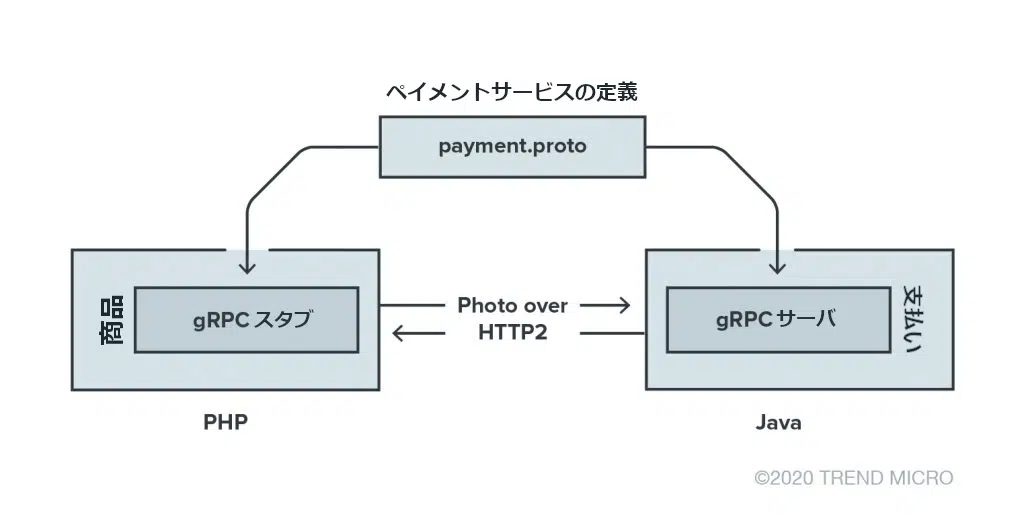 ペイメントサービスの定義
payment.proto
商品
gRPC スタブ
Photo over
HTTP2
gRPC サーバ
支払い
PHP
Java
©2020 TREND MICRO